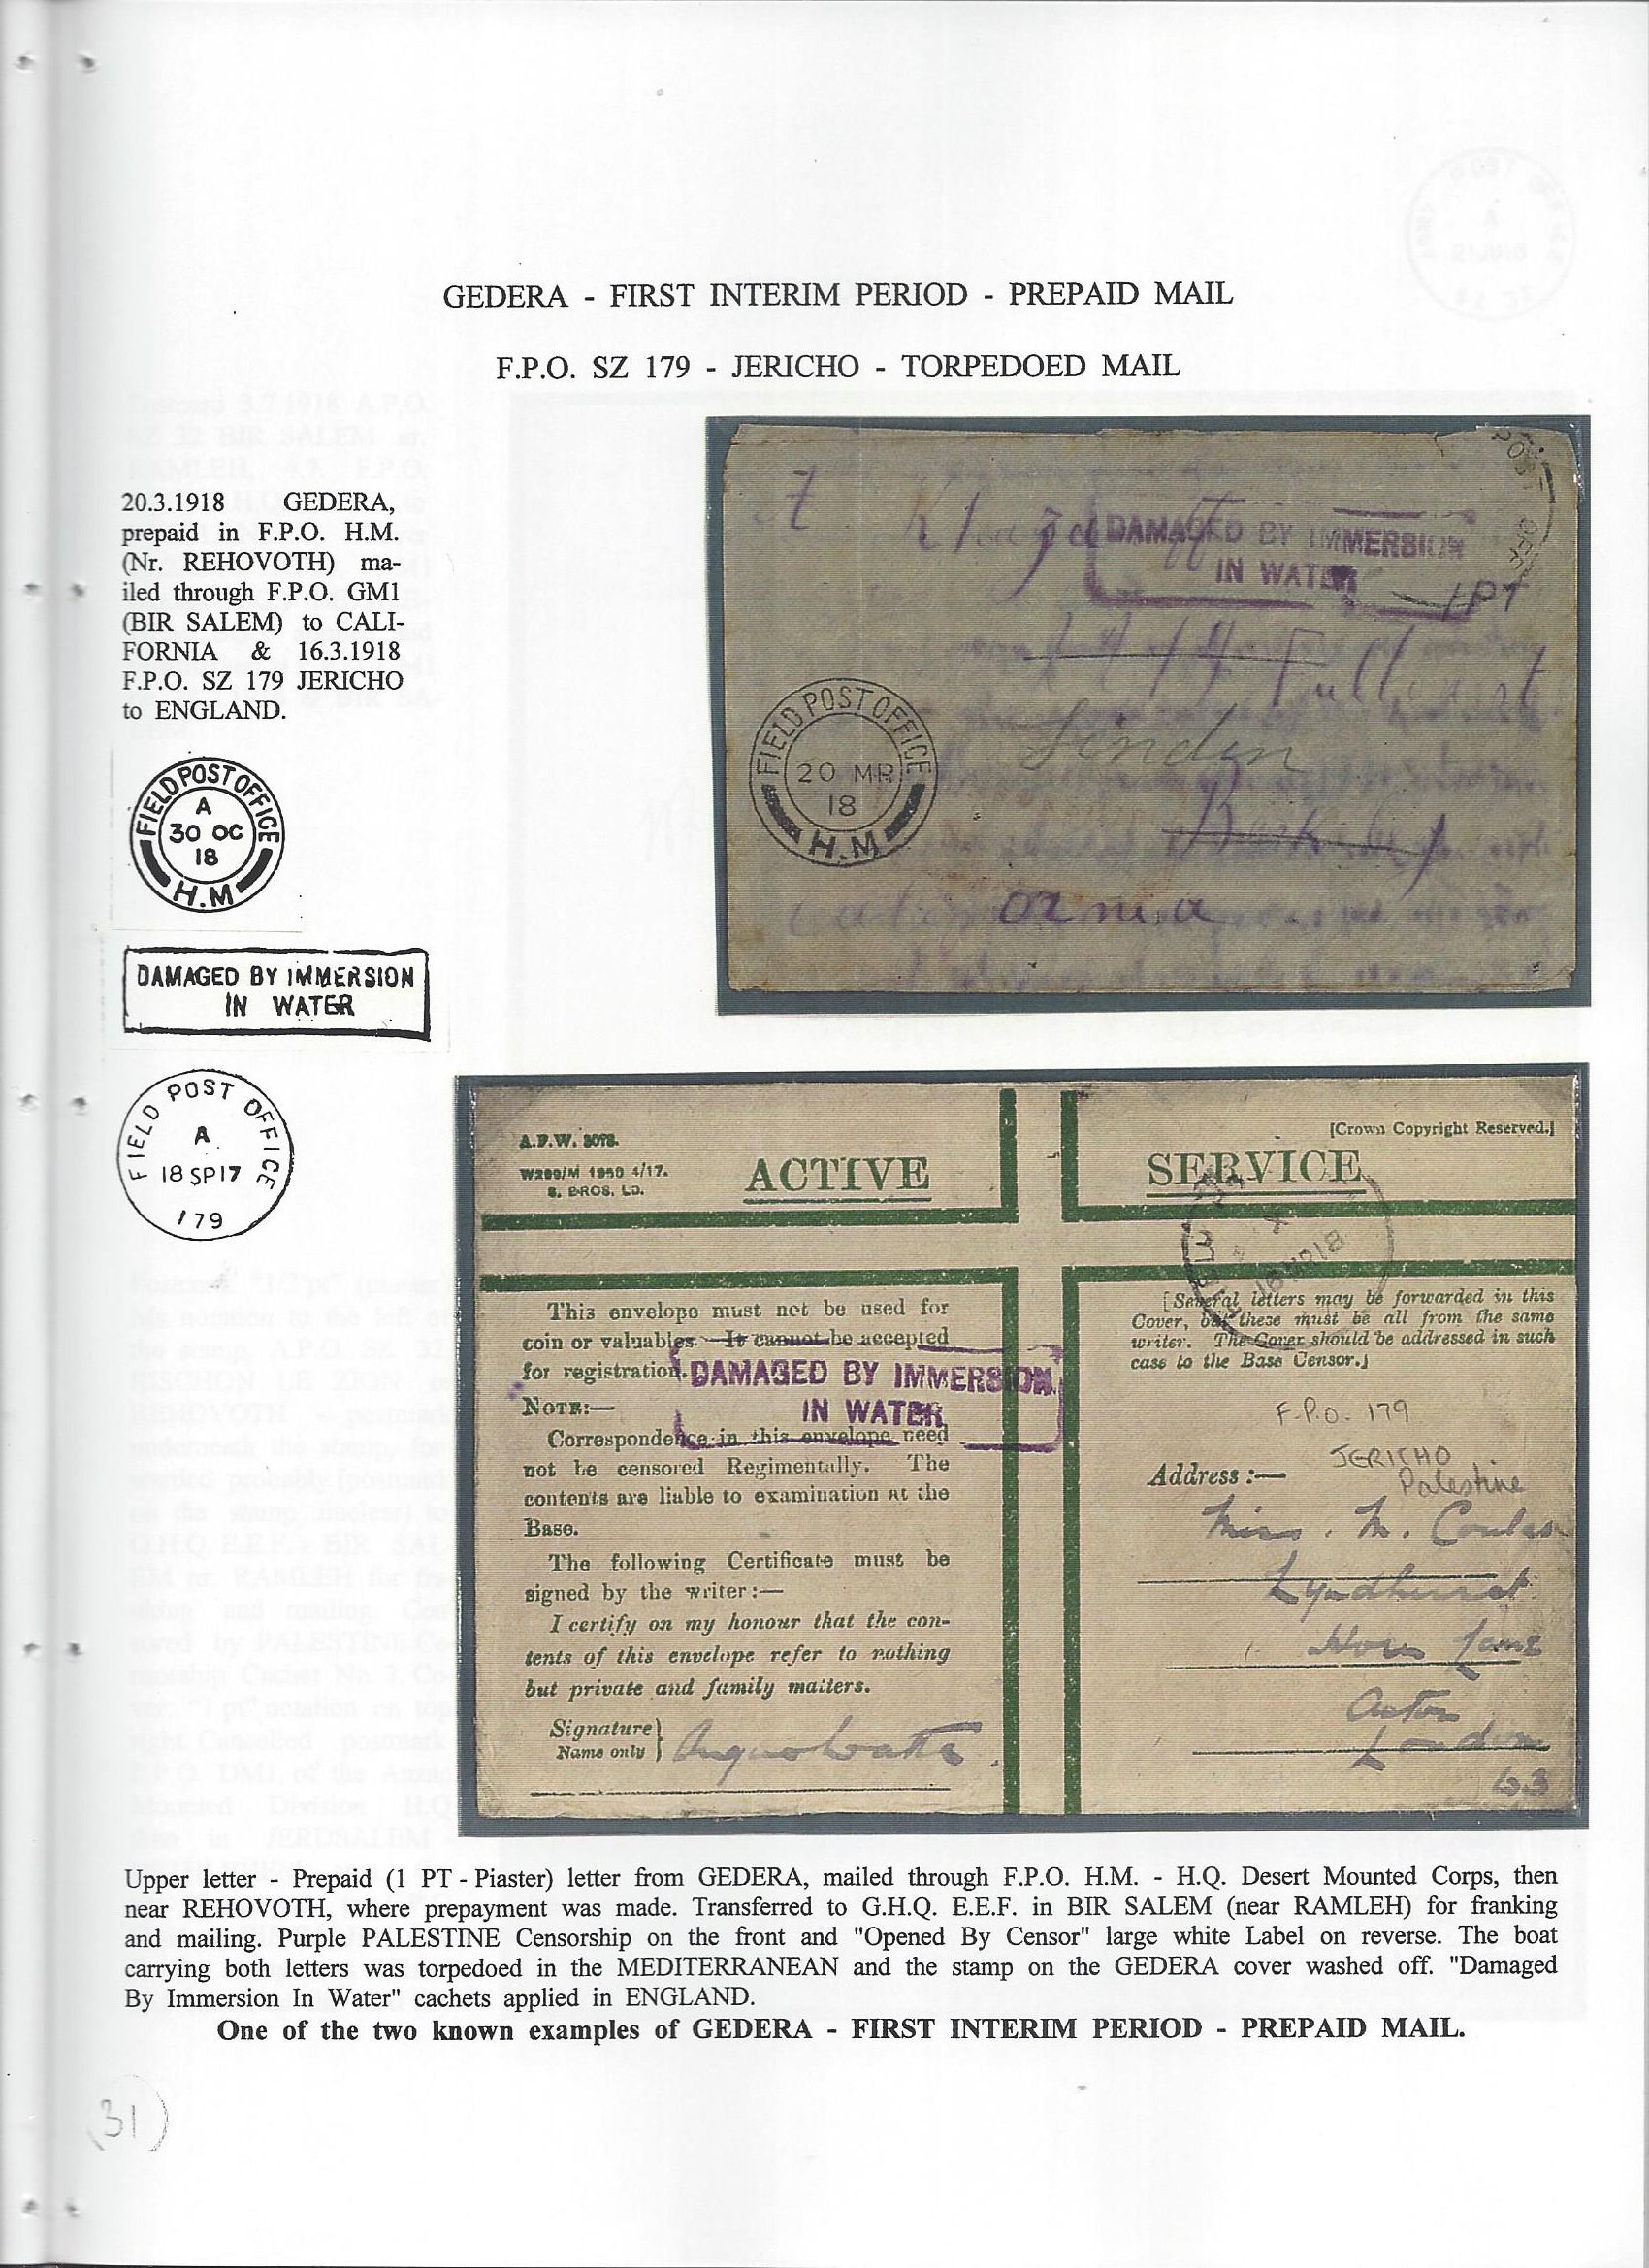 GEDERA - FIRST INTERIM PERIOD - PREPAID MAIL
F.P.O. SZ 179 - JERICHO - TORPEDOED MAIL
20.3.1918 GEDERA,
prepaid in F.P.O. H.M.
(Nr. REHOVOTH) ma-
iled through F.P.O. GM1
(BIR SALEM) to CALI-
FORNIA & 16.3.1918
F.P.O. SZ 179 JERICHO
to ENGLAND.
FIELD POST OFFICE
A
30 OC
18
H.M
DAMAGED BY IMMERSION
IN WATER
FIELD POST OFFICE
A
18 SP17
179
DAMAGED BY IMMERSION
IN WATER
1PT
FIELD POST OFFICE
20 MR
18
H.M
ornia
A.F.W. 3078.
[Crown Copyright Reserved.]
S. BROS. LD.
ACTIVE SERVICE
This envelope must not be used for
coin or valuables. It cannot be accepted
for registration.
DAMAGED BY IMMERSION
IN WATER
NOTE:—
Correspondence in this envelope need
not be censored Regimentally. The
contents are liable to examination at the
Base.
The following Certificate must be
signed by the writer:—
I certify on my honour that the con-
tents of this envelope refer to nothing
but private and family matters.
Signature
Name only
[Several letters may be forwarded in this
Cover, but these must be all from the same
writer. The Cover should be addressed in such
case to the Base Censor.]
F.P.O. 179
JERICHO
Palestine
Address :—
Miss. M.
Lyndhurst
Horn Lane
Acton
London
Upper letter - Prepaid (1 PT - Piaster) letter from GEDERA, mailed through F.P.O. H.M. - H.Q. Desert Mounted Corps, then
near REHOVOTH, where prepayment was made. Transferred to G.H.Q. E.E.F. in BIR SALEM (near RAMLEH) for franking
and mailing. Purple PALESTINE Censorship on the front and "Opened By Censor" large white Label on reverse. The boat
carrying both letters was torpedoed in the MEDITERRANEAN and the stamp on the GEDERA cover washed off. "Damaged
By Immersion In Water" cachets applied in ENGLAND.
One of the two known examples of GEDERA - FIRST INTERIM PERIOD - PREPAID MAIL.
(31)